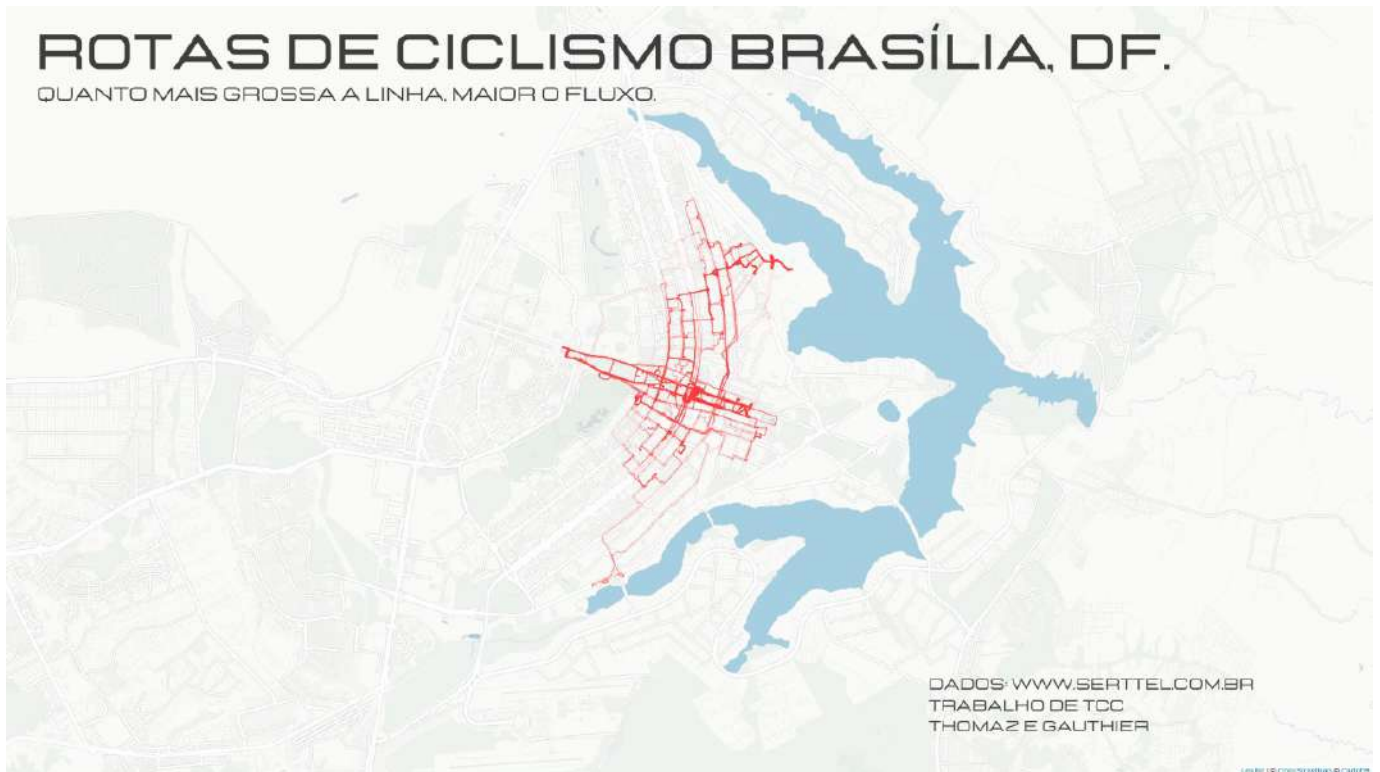 ROTAS DE CICLISMO BRASÍLIA, DF.
QUANTO MAIS GROSSA A LINHA, MAIOR O FLUXO.
DADOS: WWW.SERTTEL.COM.BR
TRABALHO DE TCC
THOMAZ E GAUTHIER